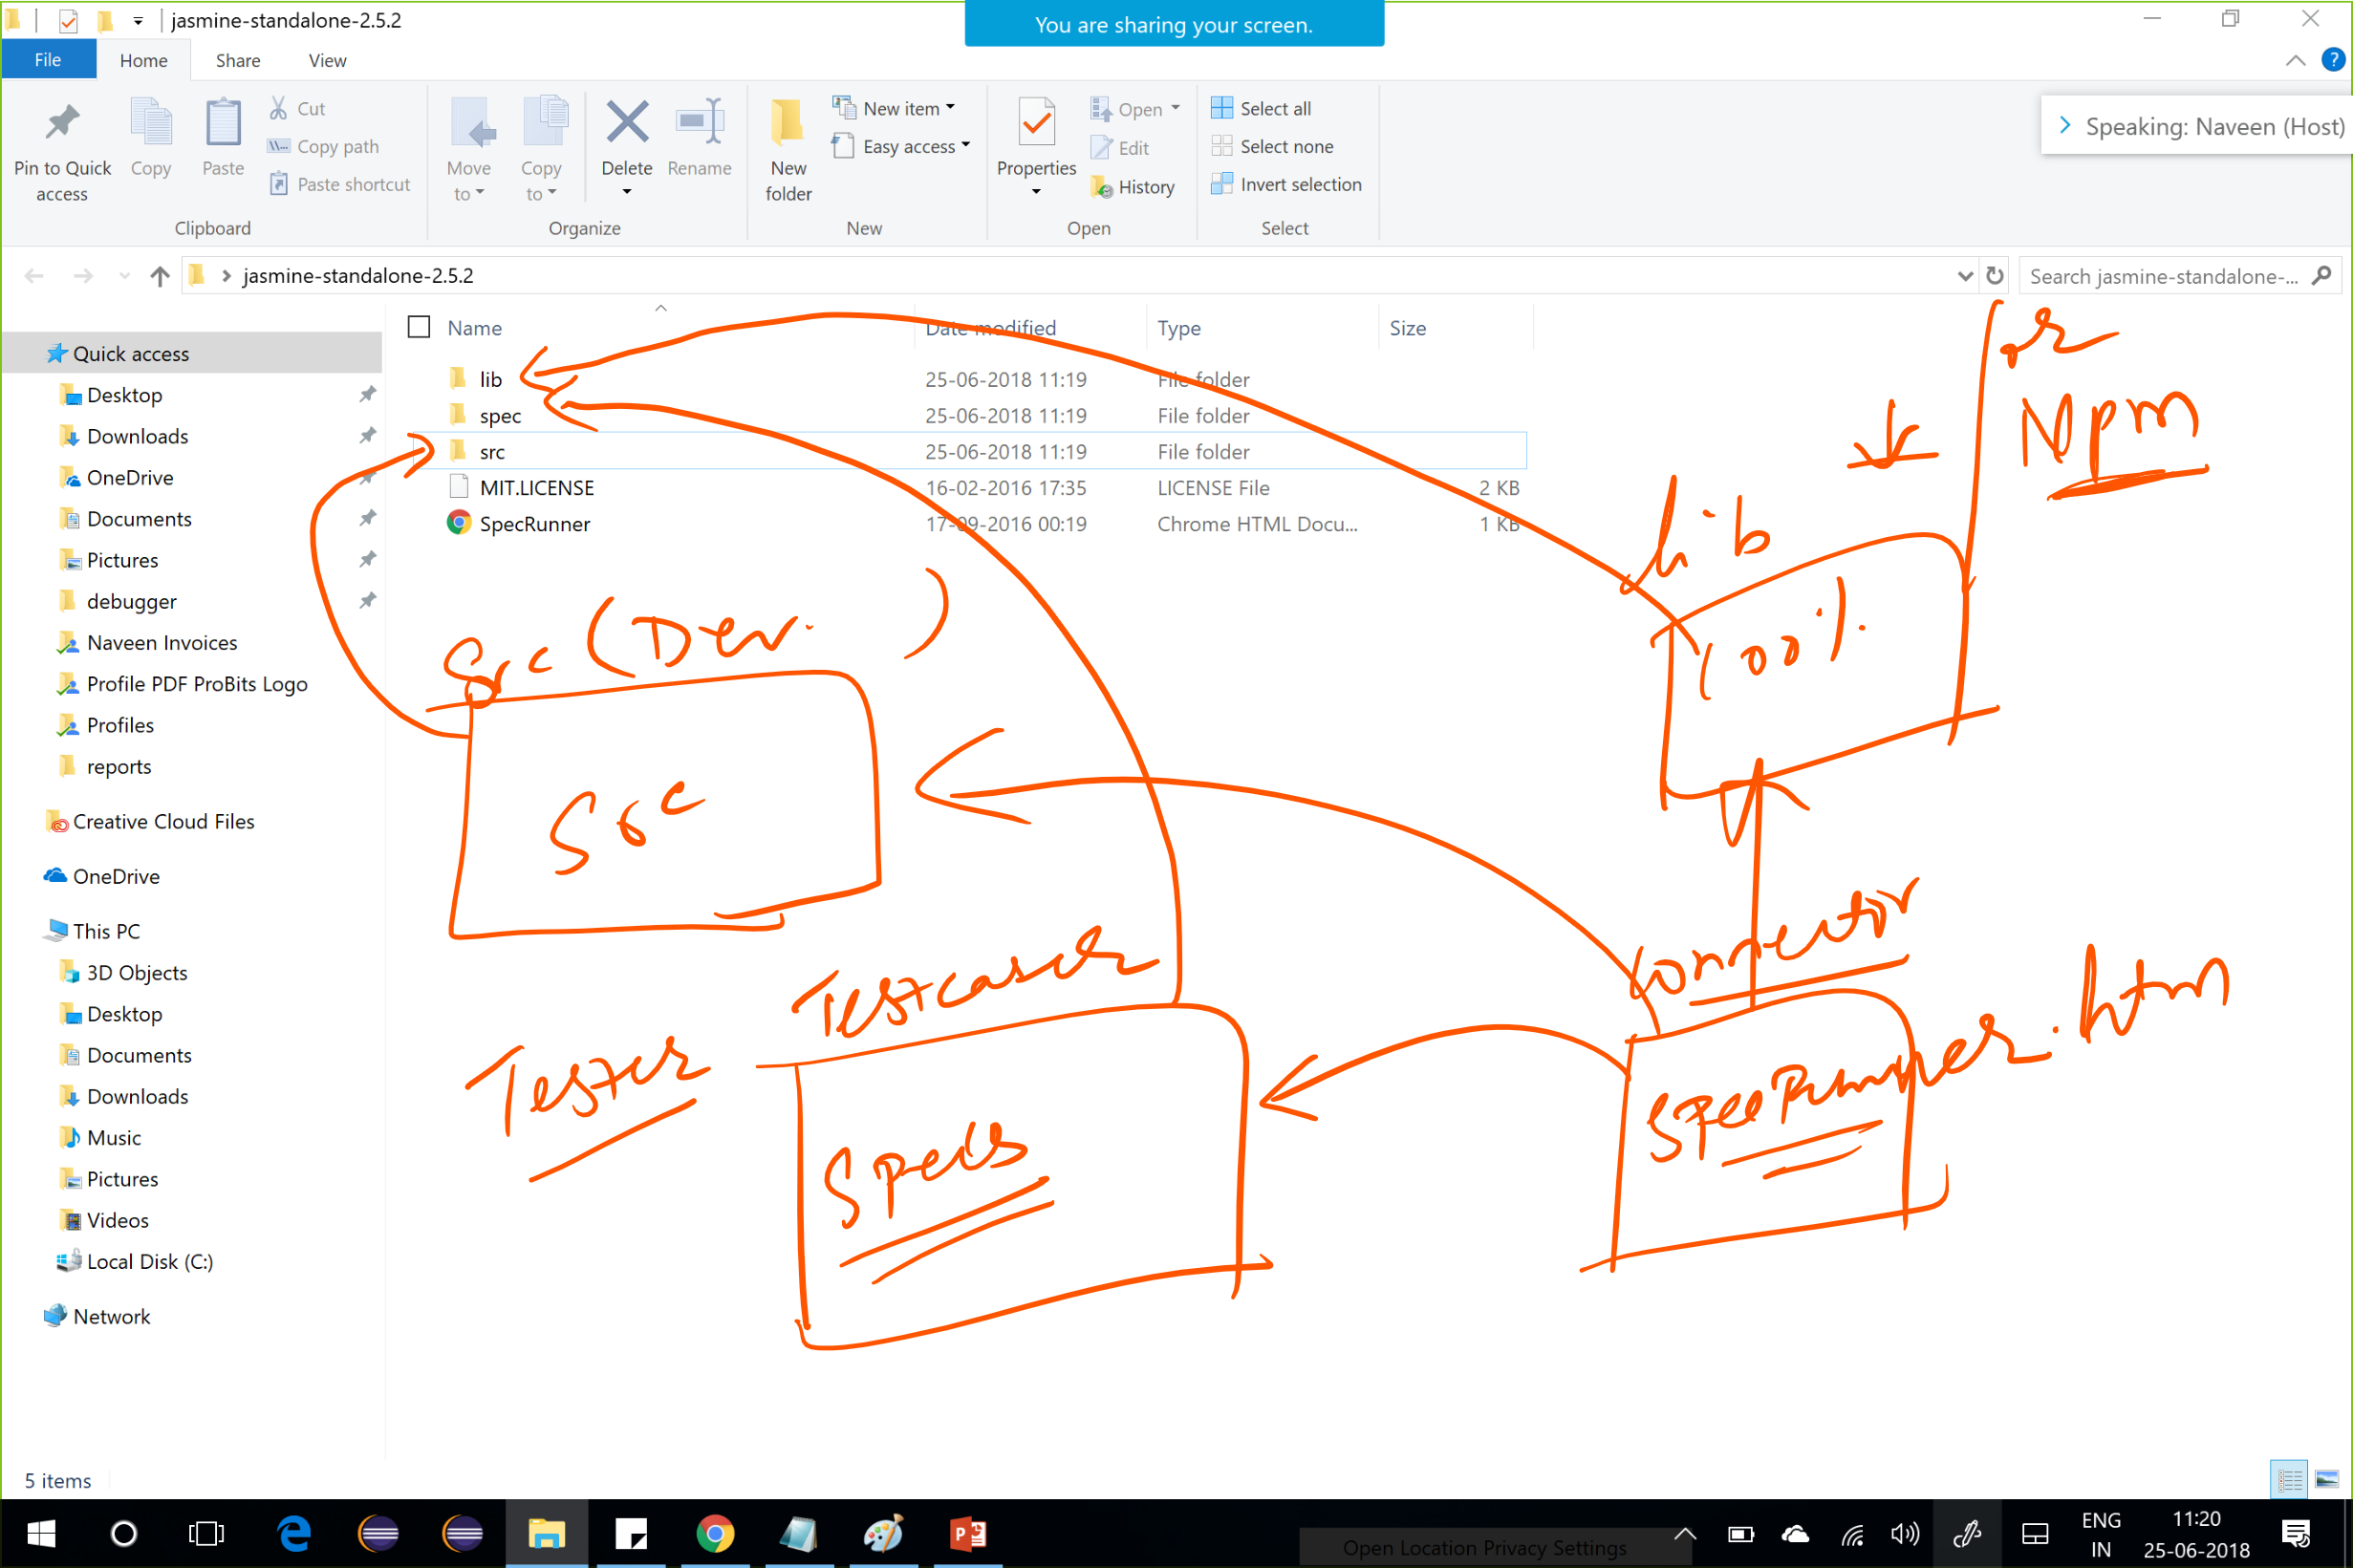 jasmine-standalone-2.5.2
You are sharing your screen.
File Home Share View
Speaking: Naveen (Host)
Pin to Quick access
Copy
Paste
Cut
Copy path
Paste shortcut
Clipboard
Move to
Copy to
Delete
Rename
Organize
New folder
New item
Easy access
New
Properties
Open
Edit
History
Open
Select all
Select none
Invert selection
Select
jasmine-standalone-2.5.2
Search jasmine-standalone-...
Quick access
Desktop
Downloads
OneDrive
Documents
Pictures
debugger
Naveen Invoices
Profile PDF ProBits Logo
Profiles
reports
Creative Cloud Files
OneDrive
This PC
3D Objects
Desktop
Documents
Downloads
Music
Pictures
Videos
Local Disk (C:)
Network
Name Date modified Type Size
lib 25-06-2018 11:19 File folder
spec 25-06-2018 11:19 File folder
src 25-06-2018 11:19 File folder
MIT.LICENSE 16-02-2016 17:35 LICENSE File 2 KB
SpecRunner 17-09-2016 00:19 Chrome HTML Docu... 1 KB
or
Npm
lib
100%
Src (Dev. )
Src
Connector
SpecRunner.htm
Testcases
Tester
Specs
5 items
Open Location Privacy Settings
ENG
IN
11:20
25-06-2018